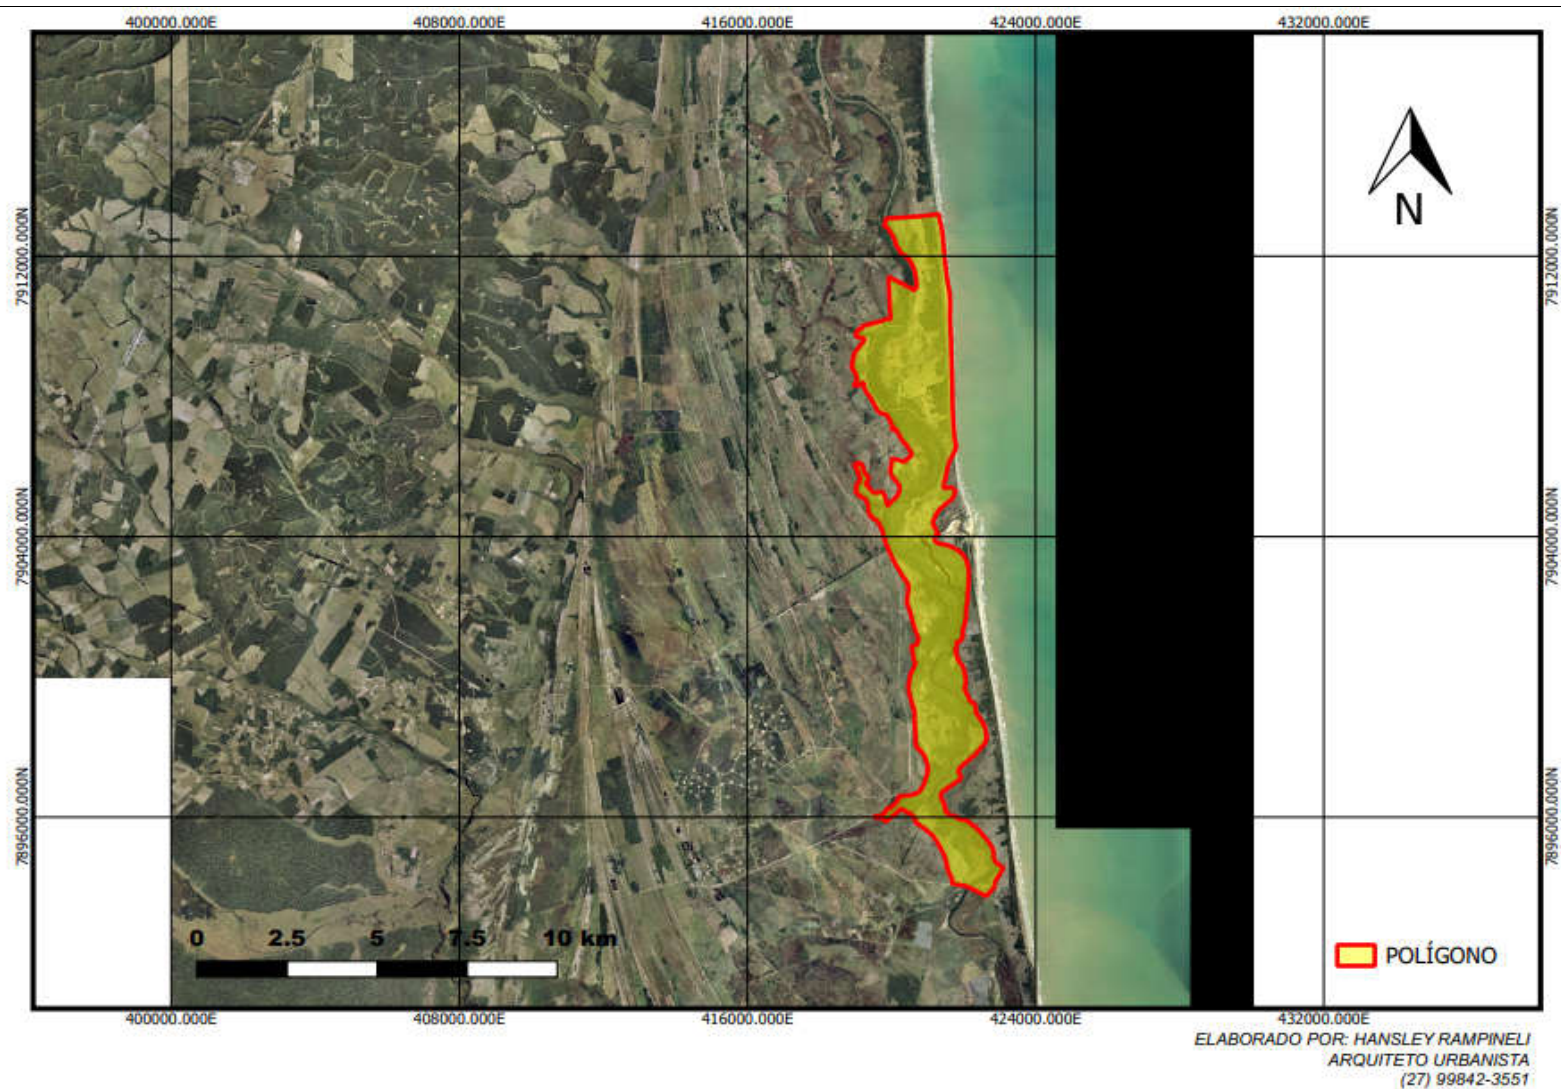 400000.000E 408000.000E 416000.000E 424000.000E 432000.000E
N
7912000.000N 7912000.000N
7904000.000N 7904000.000N
7896000.000N 7896000.000N
0 2.5 5 7.5 10 km
POLÍGONO
400000.000E 408000.000E 416000.000E 424000.000E 432000.000E
ELABORADO POR: HANSLEY RAMPINELI
ARQUITETO URBANISTA
(27) 99842-3551